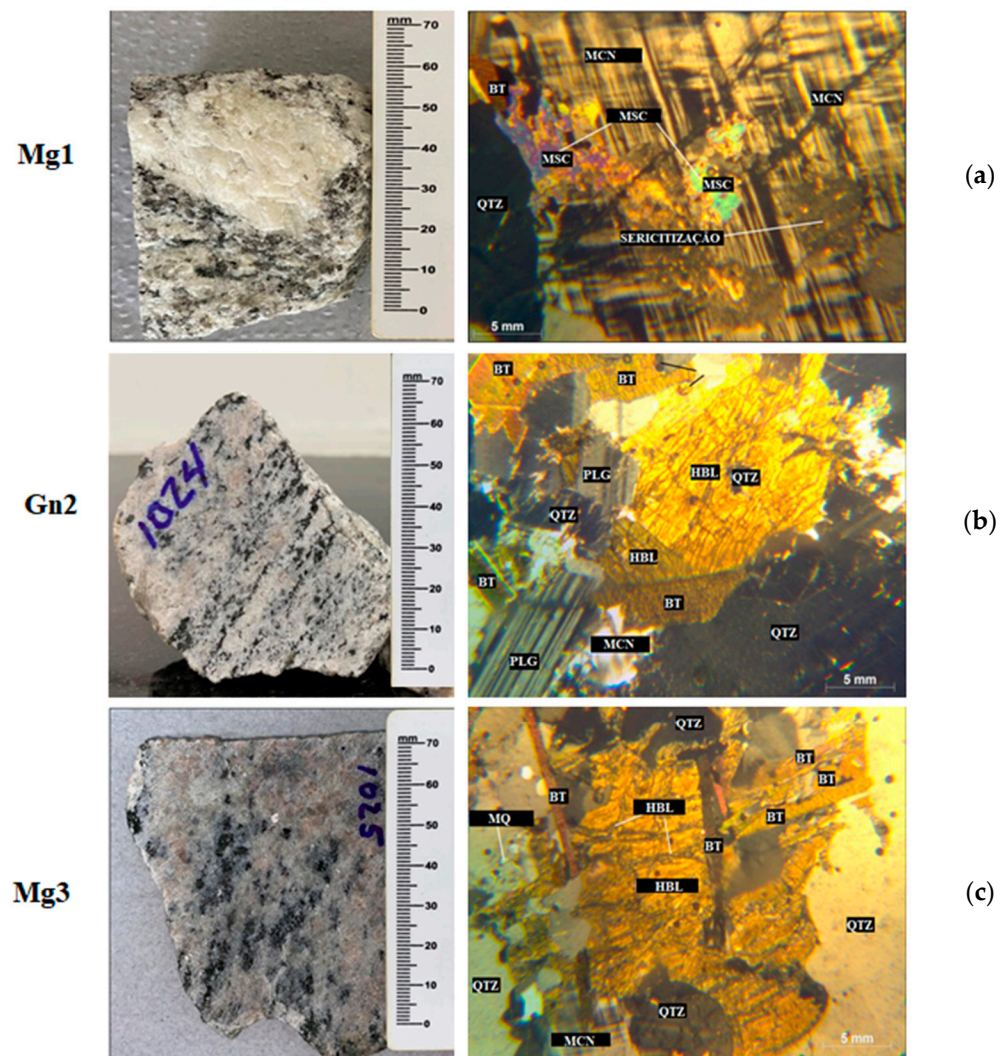 Mg1
mm
70
60
50
40
30
20
10
0
MCN
BT
MCN
MSC
MSC
MSC
QTZ
SERICITIZAÇÃO
5 mm
(a)
Gn2
1024
mm
70
60
50
40
30
20
10
0
BT
BT
HBL
QTZ
PLG
QTZ
HBL
BT
BT
QTZ
MCN
PLG
5 mm
(b)
Mg3
1025
mm
70
60
50
40
30
20
10
0
QTZ
BT
BT
BT
HBL
MQ
BT
BT
HBL
QTZ
QTZ
QTZ
MCN
5 mm
(c)